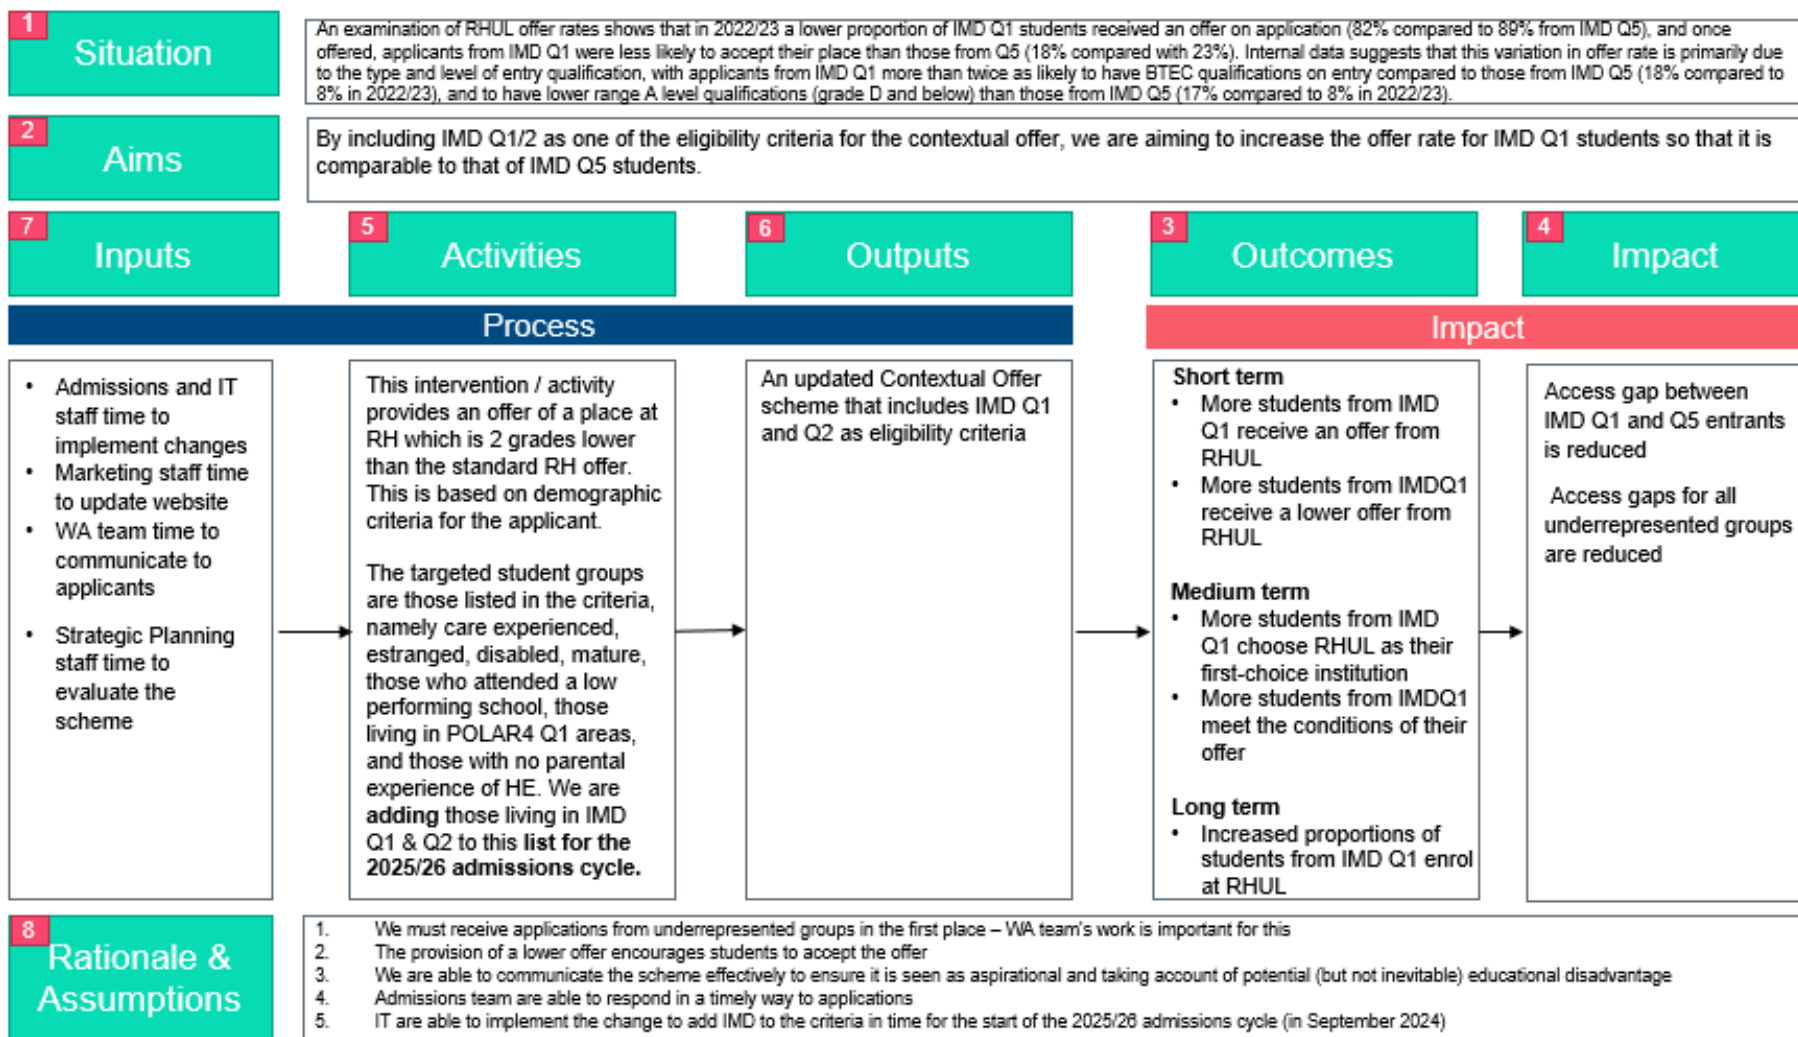 1
Situation
An examination of RHUL offer rates shows that in 2022/23 a lower proportion of IMD Q1 students received an offer on application (82% compared to 89% from IMD Q5), and once
offered, applicants from IMD Q1 were less likely to accept their place than those from Q5 (18% compared with 23%). Internal data suggests that this variation in offer rate is primarily due
to the type and level of entry qualification, with applicants from IMD Q1 more than twice as likely to have BTEC qualifications on entry compared to those from IMD Q5 (18% compared to
8% in 2022/23), and to have lower range A level qualifications (grade D and below) than those from IMD Q5 (17% compared to 8% in 2022/23).
2
Aims
By including IMD Q1/2 as one of the eligibility criteria for the contextual offer, we are aiming to increase the offer rate for IMD Q1 students so that it is
comparable to that of IMD Q5 students.
7
Inputs
5
Activities
6
Outputs
3
Outcomes
4
Impact
Process
Impact
• Admissions and IT
staff time to
implement changes
• Marketing staff time
to update website
• WA team time to
communicate to
applicants
• Strategic Planning
staff time to
evaluate the
scheme
This intervention / activity
provides an offer of a place at
RH which is 2 grades lower
than the standard RH offer.
This is based on demographic
criteria for the applicant.
The targeted student groups
are those listed in the criteria,
namely care experienced,
estranged, disabled, mature,
those who attended a low
performing school, those
living in POLAR4 Q1 areas,
and those with no parental
experience of HE. We are
adding those living in IMD
Q1 & Q2 to this list for the
2025/26 admissions cycle.
An updated Contextual Offer
scheme that includes IMD Q1
and Q2 as eligibility criteria
Short term
• More students from IMD
Q1 receive an offer from
RHUL
• More students from IMDQ1
receive a lower offer from
RHUL
Medium term
• More students from IMD
Q1 choose RHUL as their
first-choice institution
• More students from IMDQ1
meet the conditions of their
offer
Long term
• Increased proportions of
students from IMD Q1 enrol
at RHUL
Access gap between
IMD Q1 and Q5 entrants
is reduced
Access gaps for all
underrepresented groups
are reduced
8
Rationale &
Assumptions
1. We must receive applications from underrepresented groups in the first place – WA team's work is important for this
2. The provision of a lower offer encourages students to accept the offer
3. We are able to communicate the scheme effectively to ensure it is seen as aspirational and taking account of potential (but not inevitable) educational disadvantage
4. Admissions team are able to respond in a timely way to applications
5. IT are able to implement the change to add IMD to the criteria in time for the start of the 2025/26 admissions cycle (in September 2024)